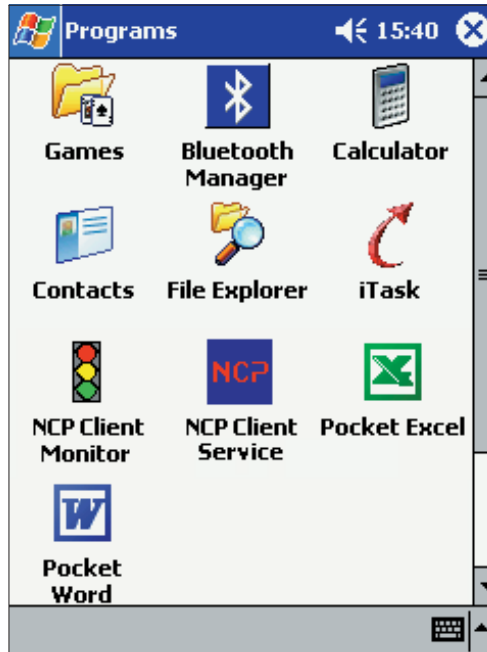 Programs 15:40
Games Bluetooth Manager Calculator
Contacts File Explorer iTask
NCP
NCP Client Monitor NCP Client Service Pocket Excel
W
Pocket Word